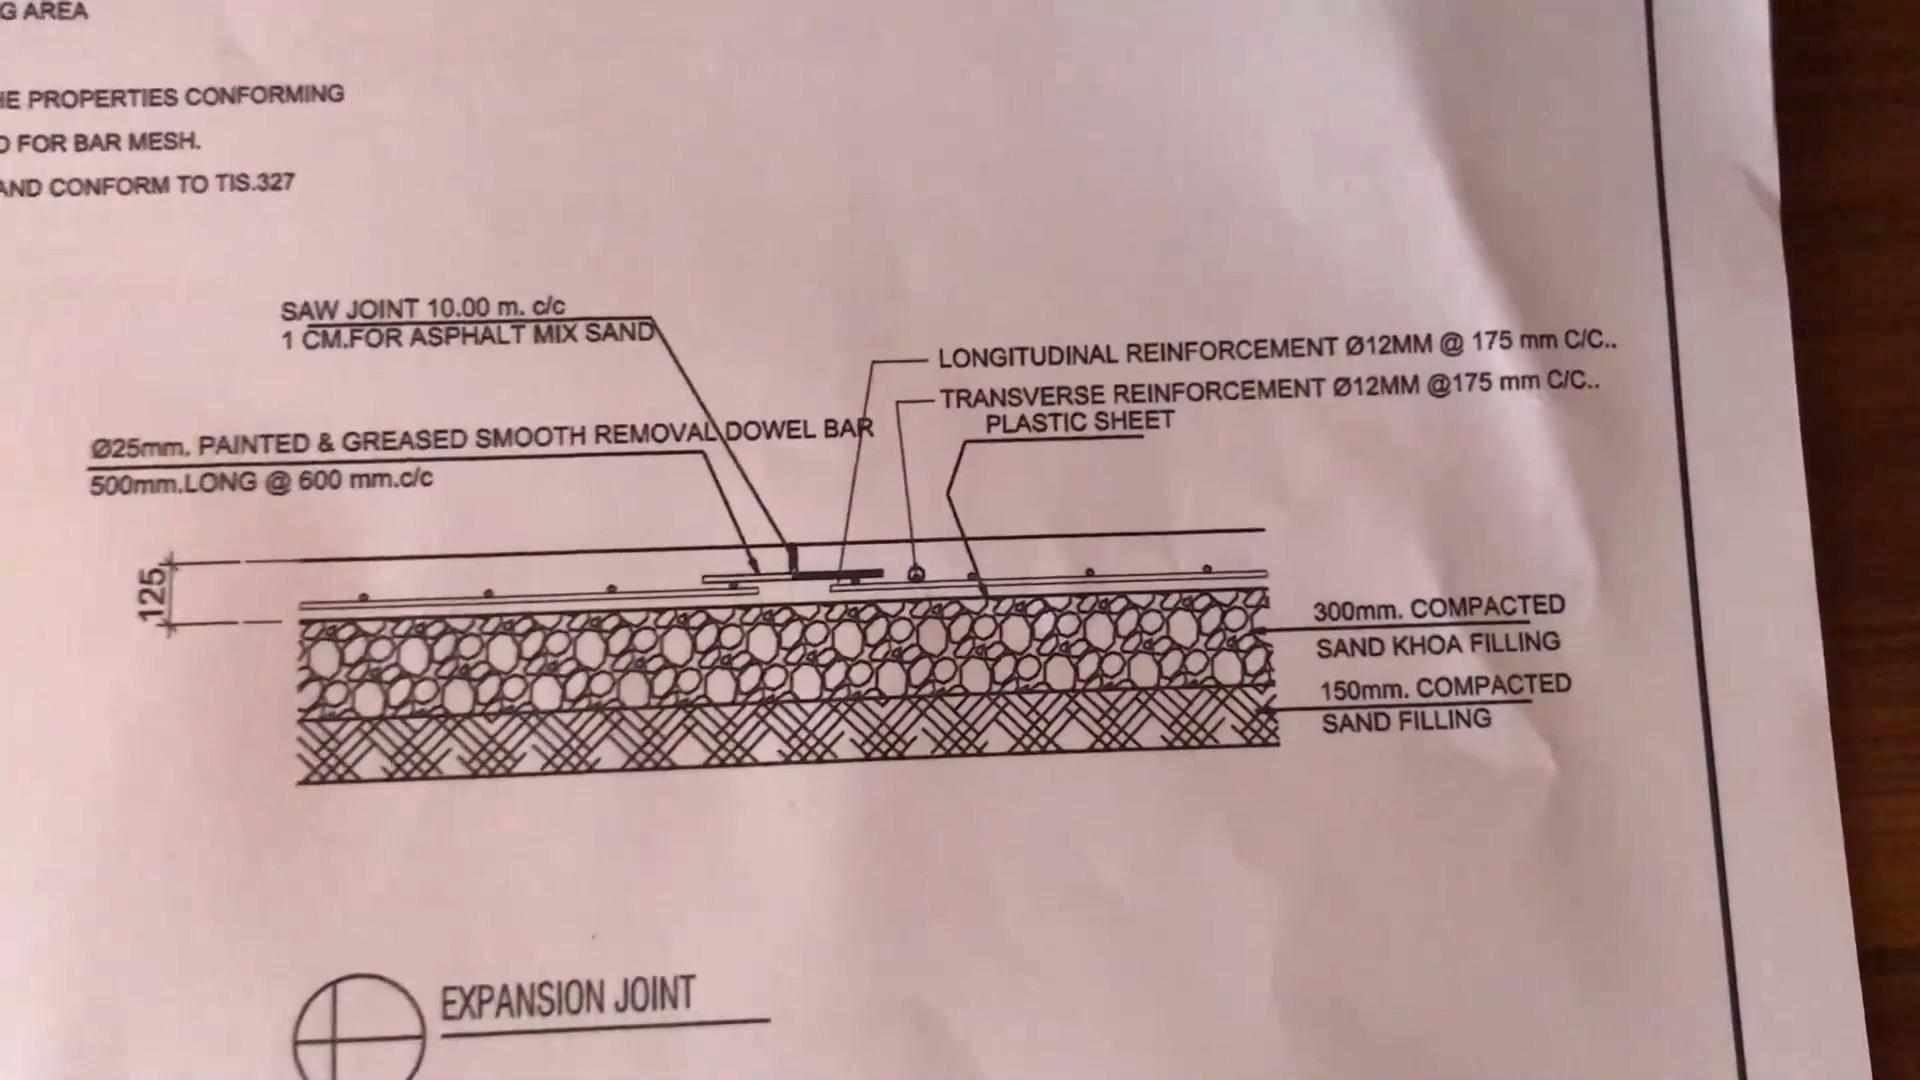 G AREA
HE PROPERTIES CONFORMING
FOR BAR MESH.
AND CONFORM TO TIS.327
SAW JOINT 10.00 m. c/c
1 CM.FOR ASPHALT MIX SAND
LONGITUDINAL REINFORCEMENT Ø12MM @ 175 mm C/C..
TRANSVERSE REINFORCEMENT Ø12MM @175 mm C/C..
PLASTIC SHEET
Ø25mm. PAINTED & GREASED SMOOTH REMOVAL DOWEL BAR
500mm.LONG @ 600 mm.c/c
125
300mm. COMPACTED
SAND KHOA FILLING
150mm. COMPACTED
SAND FILLING
EXPANSION JOINT